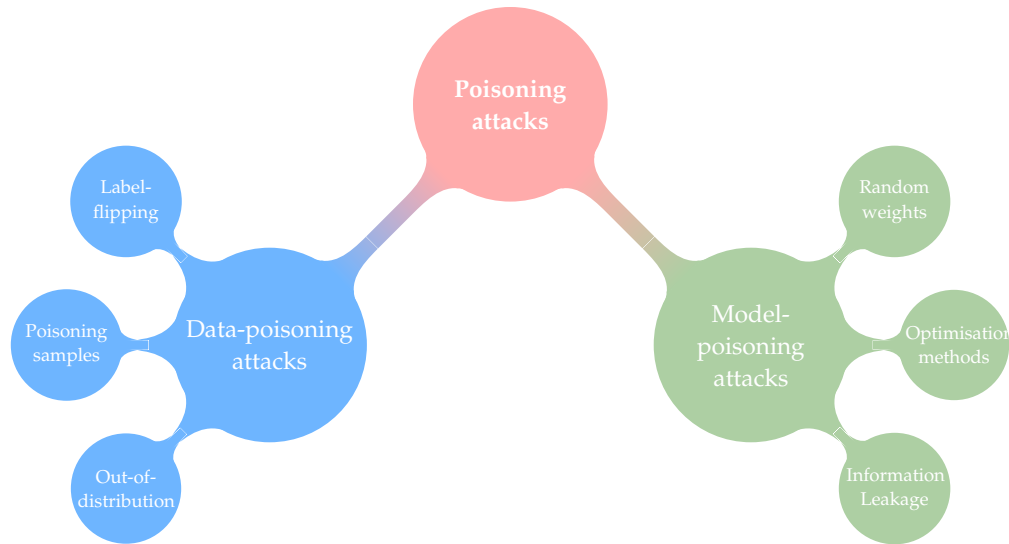 Poisoning
attacks
Label-
flipping
Poisoning
samples
Out-of-
distribution
Data-poisoning
attacks
Model-
poisoning
attacks
Random
weights
Optimisation
methods
Information
Leakage